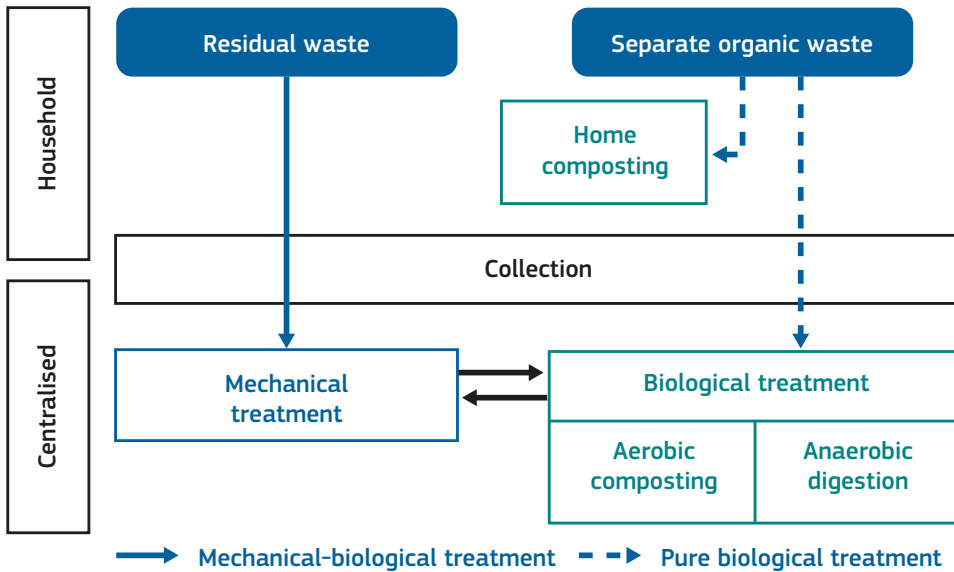 Household
Residual waste
Separate organic waste
Home
composting
Collection
Centralised
Mechanical
treatment
Biological treatment
Aerobic
composting
Anaerobic
digestion
Mechanical-biological treatment
Pure biological treatment